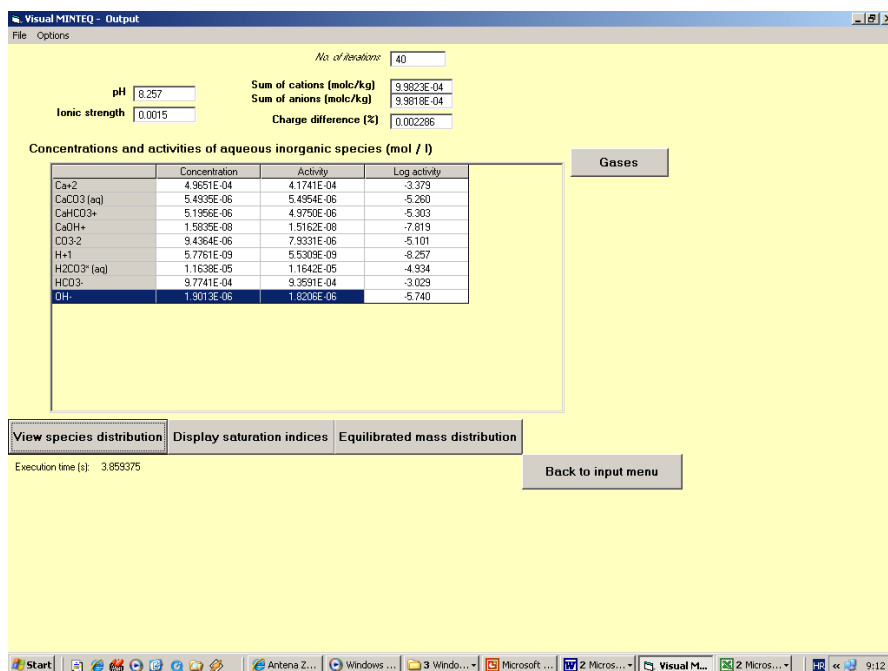 Visual MINTEQ - Output
File Options
No. of iterations 40
pH 8.257
Sum of cations (molc/kg) 9.9823E-04
Sum of anions (molc/kg) 9.9818E-04
Ionic strength 0.0015
Charge difference (%) 0.002286
Concentrations and activities of aqueous inorganic species (mol / l)
Gases
Concentration Activity Log activity
Ca+2 4.9651E-04 4.1741E-04 -3.379
CaCO3 (aq) 5.4935E-06 5.4954E-06 -5.260
CaHCO3+ 5.1956E-06 4.9750E-06 -5.303
CaOH+ 1.5835E-08 1.5162E-08 -7.819
CO3-2 9.4364E-06 7.9331E-06 -5.101
H+1 5.7761E-09 5.5309E-09 -8.257
H2CO3* (aq) 1.1638E-05 1.1642E-05 -4.934
HCO3- 9.7741E-04 9.3591E-04 -3.029
OH- 1.9013E-06 1.8206E-06 -5.740
View species distribution Display saturation indices Equilibrated mass distribution
Execution time (s): 3.859375
Back to input menu
Start Antena Z... Windows ... 3 Windo... Microsoft ... 2 Micros... Visual M... 2 Micros... HR « 9:12